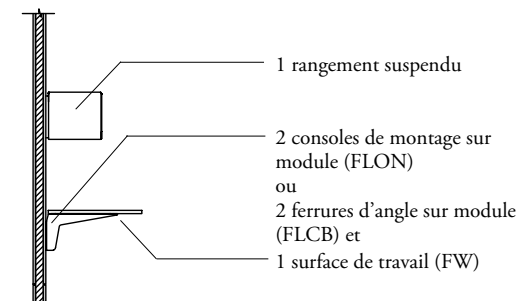 1 rangement suspendu
2 consoles de montage sur
module (FLON)
ou
2 ferrures d'angle sur module
(FLCB) et
1 surface de travail (FW)